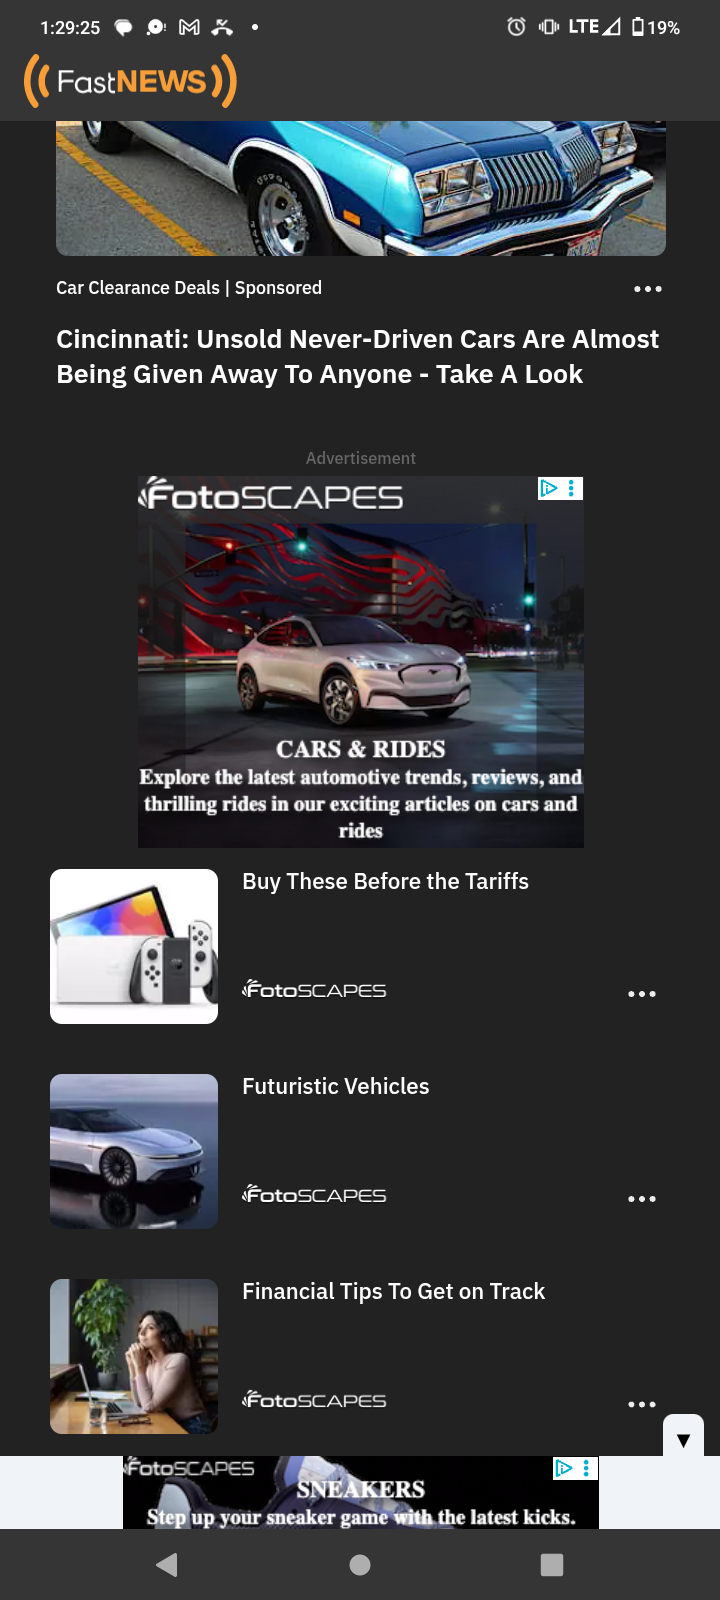 1:29:25
LTE
19%
FastNEWS
Car Clearance Deals | Sponsored
Cincinnati: Unsold Never-Driven Cars Are Almost
Being Given Away To Anyone - Take A Look
Advertisement
FotoSCAPES
CARS & RIDES
Explore the latest automotive trends, reviews, and
thrilling rides in our exciting articles on cars and
rides
Buy These Before the Tariffs
FotoSCAPES
Futuristic Vehicles
FotoSCAPES
Financial Tips To Get on Track
FotoSCAPES
FotoSCAPES
SNEAKERS
Step up your sneaker game with the latest kicks.